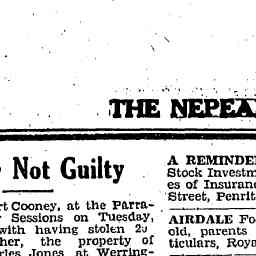 THE NEPEA
Not Guilty
rt Cooney, at the Parra-
Sessions on Tuesday,
with having stolen 20
her, the property of
rles Jones at Werring-
A REMINDE
Stock Investm
es of Insuran
Street, Penrit
AIRDALE Fo
old, parents
ticulars, Roya